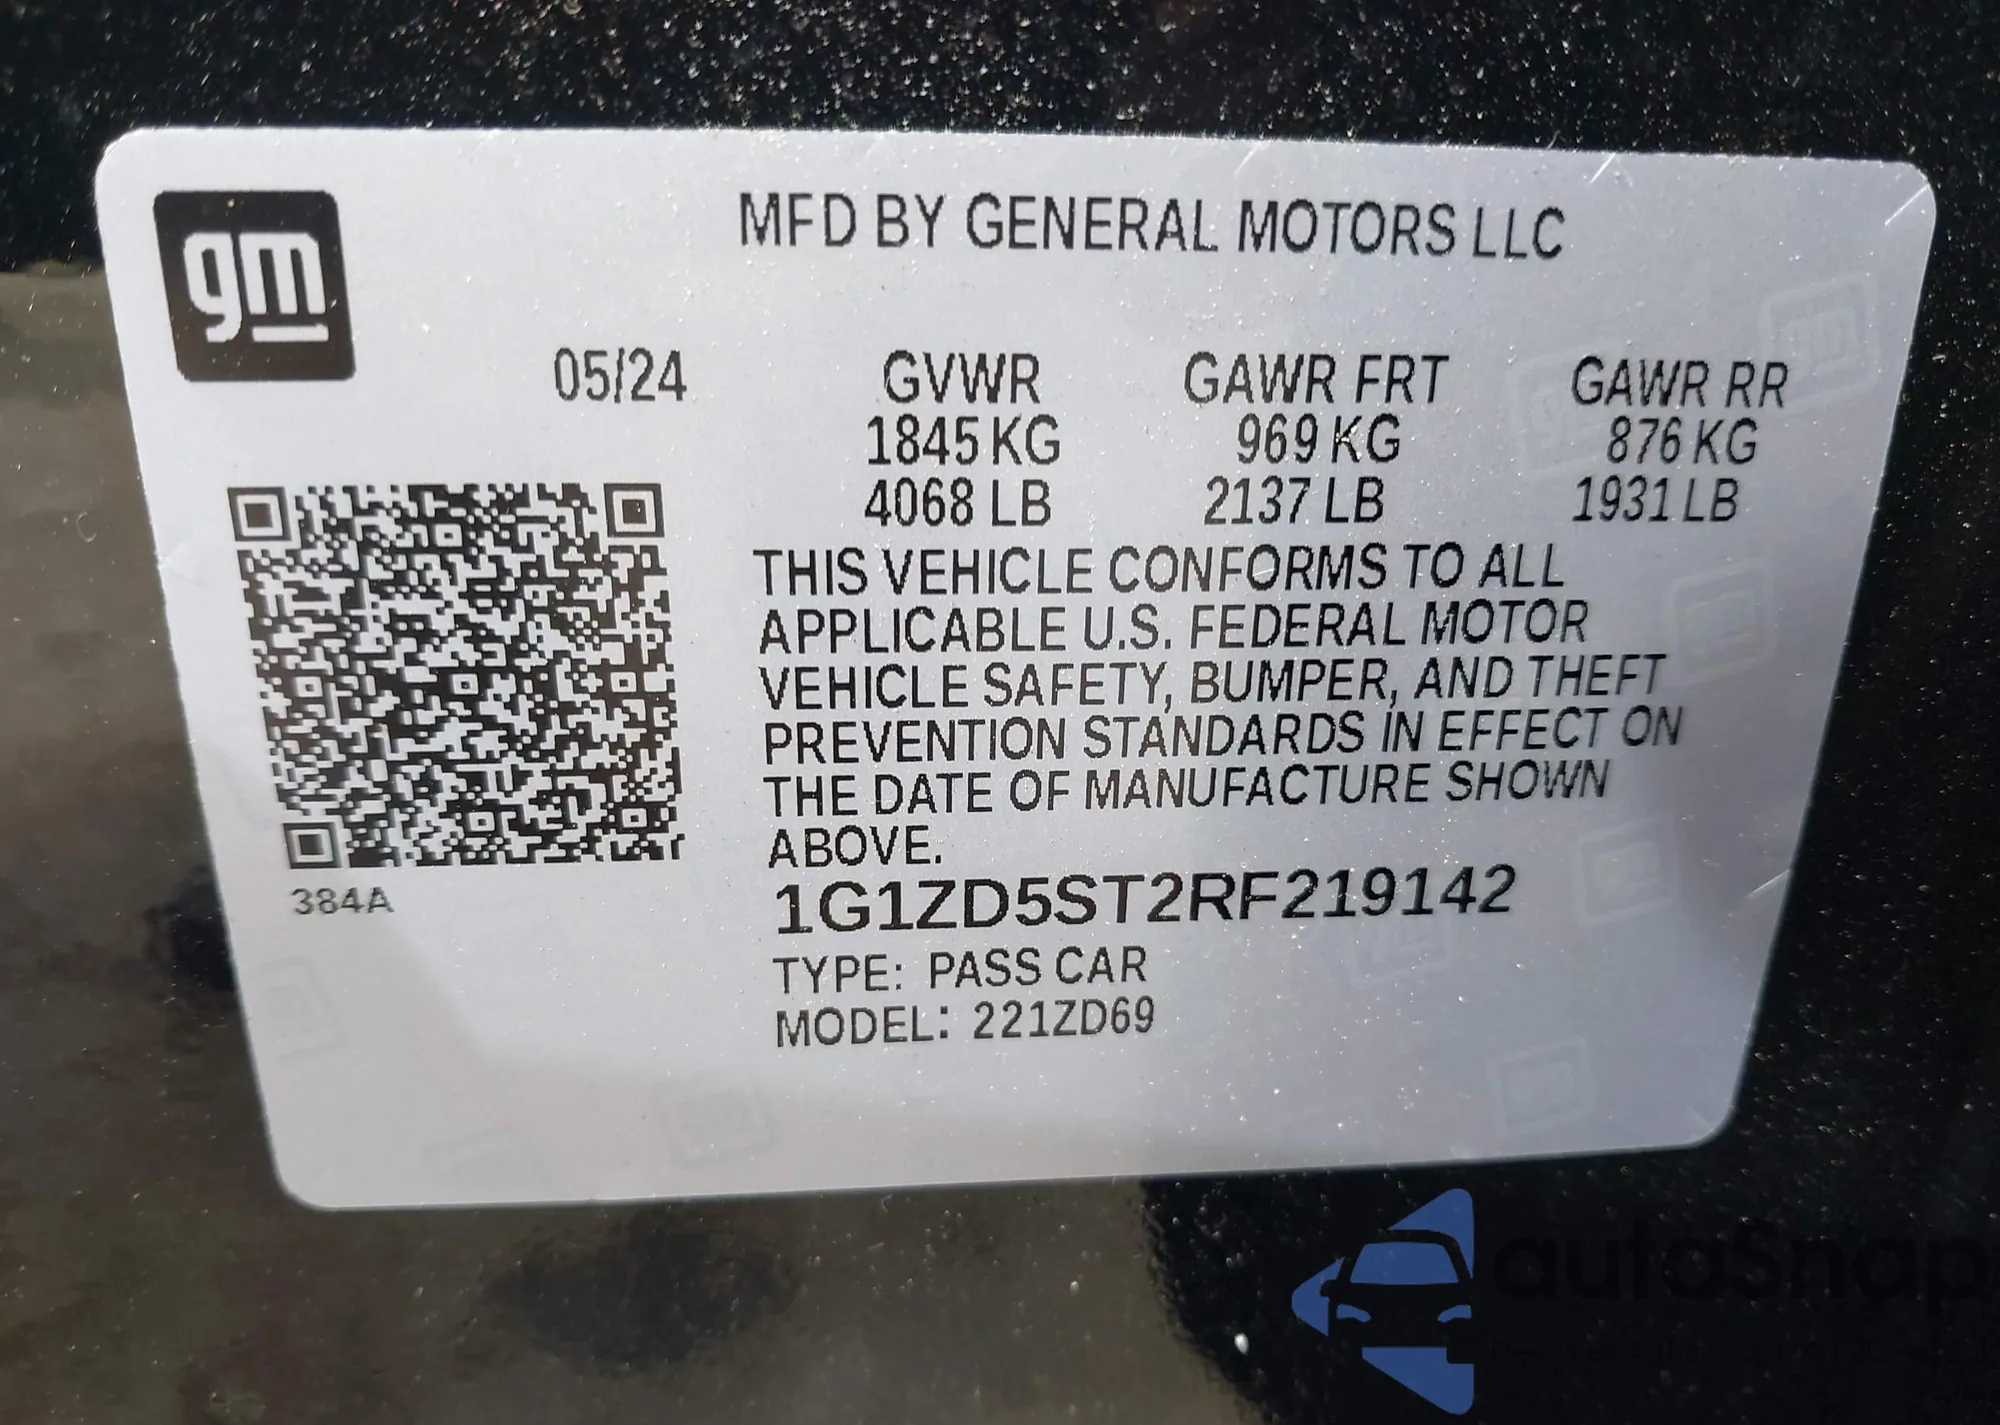 gm
MFD BY GENERAL MOTORS LLC
05/24 GVWR GAWR FRT GAWR RR
1845 KG 969 KG 876 KG
4068 LB 2137 LB 1931 LB
THIS VEHICLE CONFORMS TO ALL
APPLICABLE U.S. FEDERAL MOTOR
VEHICLE SAFETY, BUMPER, AND THEFT
PREVENTION STANDARDS IN EFFECT ON
THE DATE OF MANUFACTURE SHOWN
ABOVE.
384A
1G1ZD5ST2RF219142
TYPE: PASS CAR
MODEL: 221ZD69
autoSnap